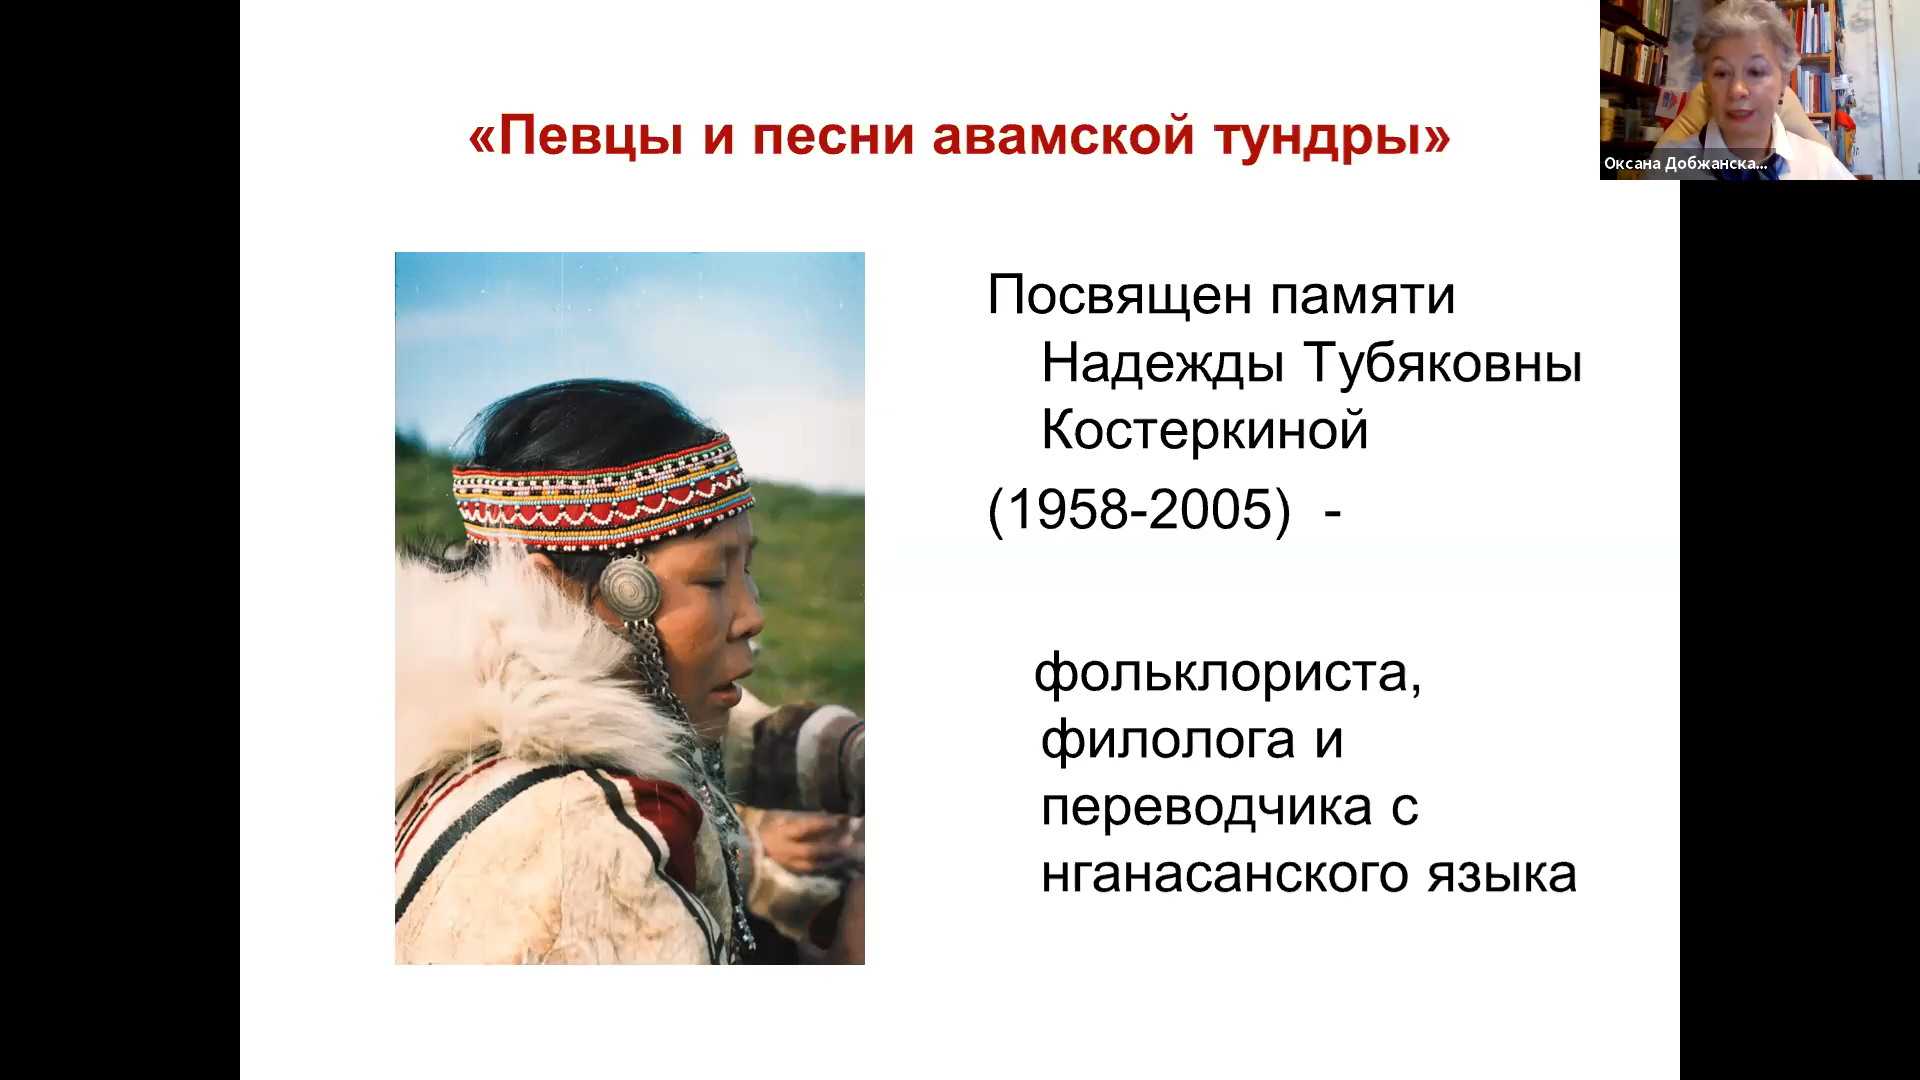 «Певцы и песни авамской тундры»
Оксана Добжанска...
Посвящен памяти
Надежды Тубяковны
Костеркиной
(1958-2005) -
фольклориста,
филолога и
переводчика с
нганасанского языка